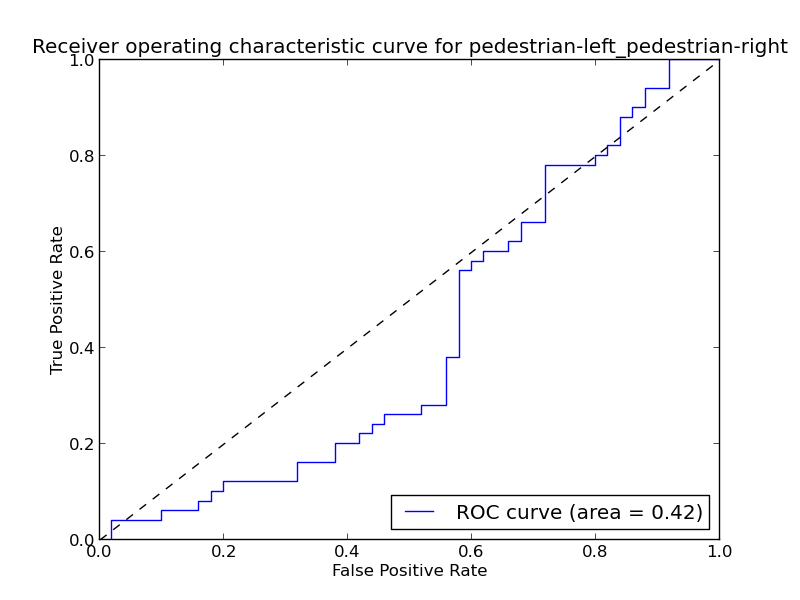 Receiver operating characteristic curve for pedestrian-left_pedestrian-right
1.0
0.8
0.6
0.4
0.2
0.0
True Positive Rate
ROC curve (area = 0.42)
0.0 0.2 0.4 0.6 0.8 1.0
False Positive Rate